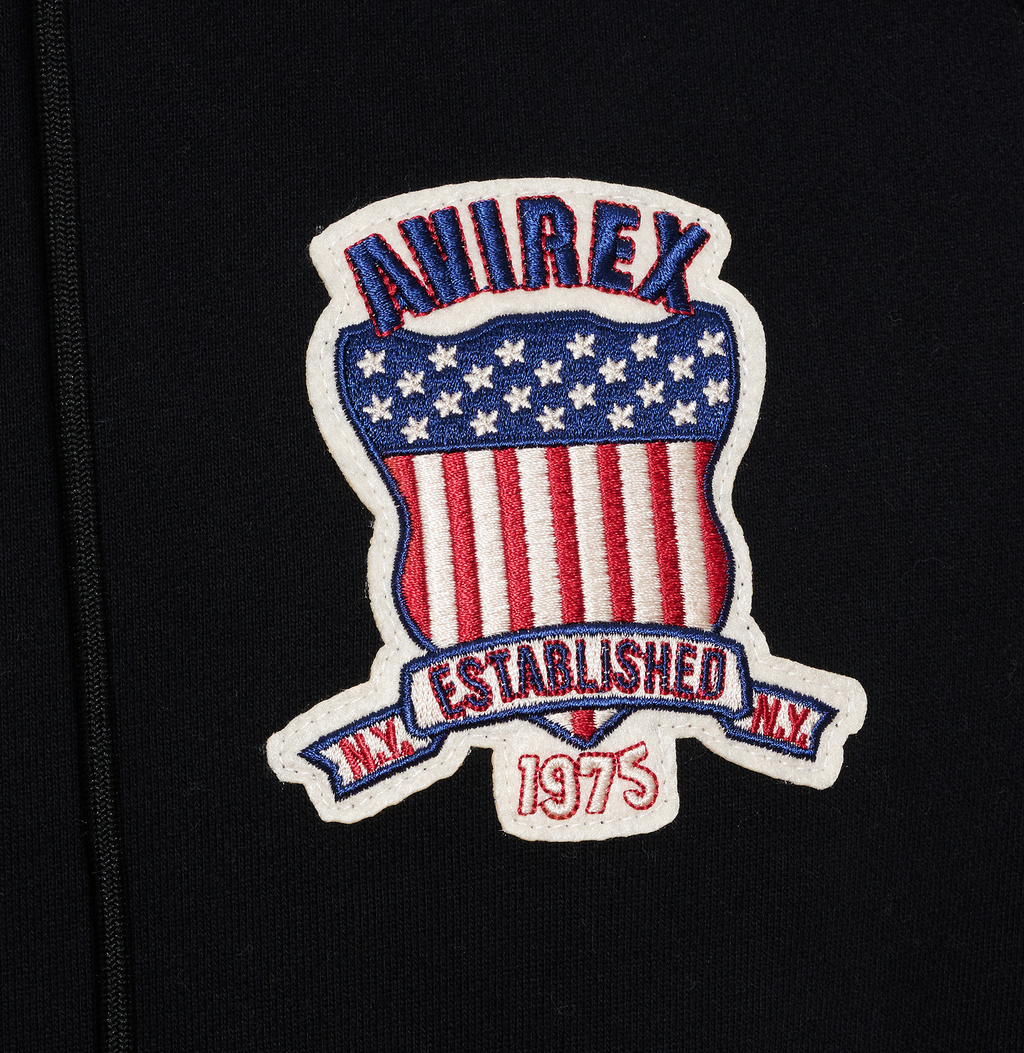 AVIREX
ESTABLISHED
N.Y. N.Y.
1975